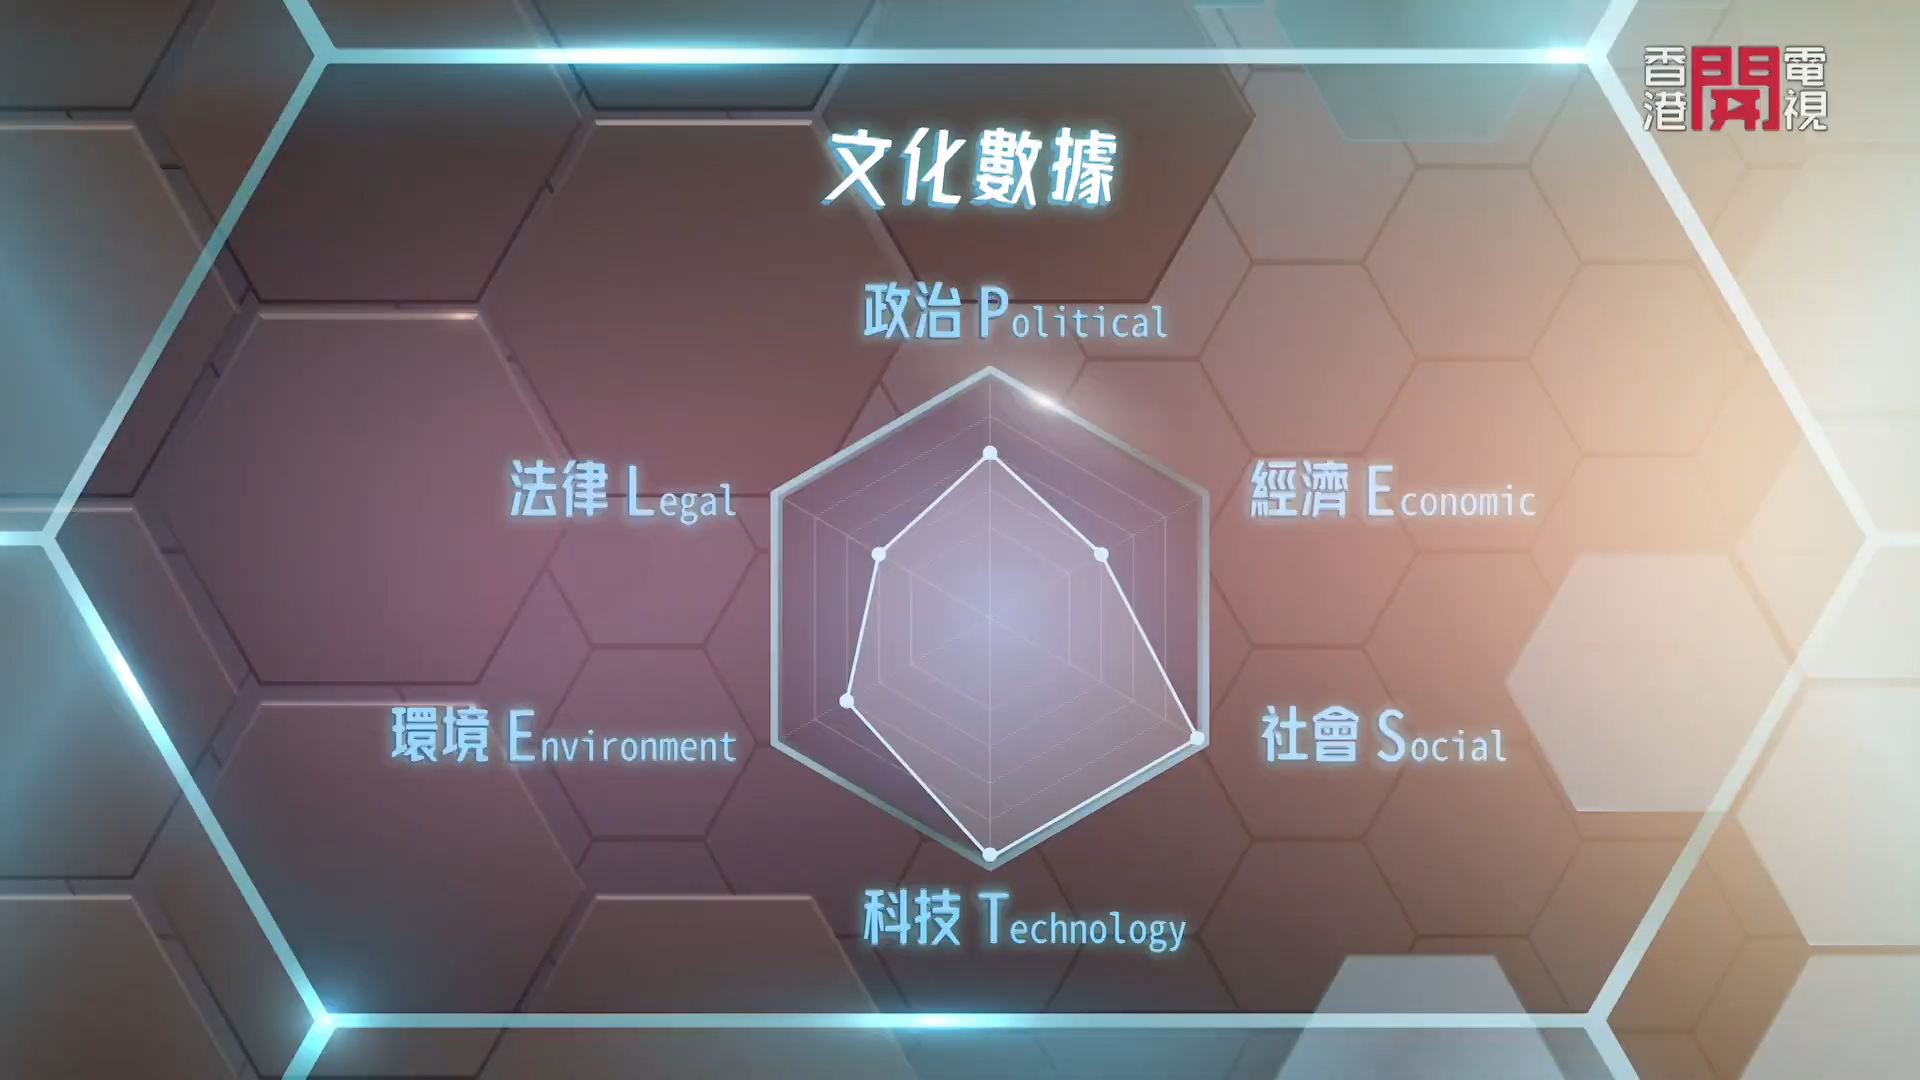 香港開電視
文化數據
政治 Political
法律 Legal
經濟 Economic
環境 Environment
社會 Social
科技 Technology